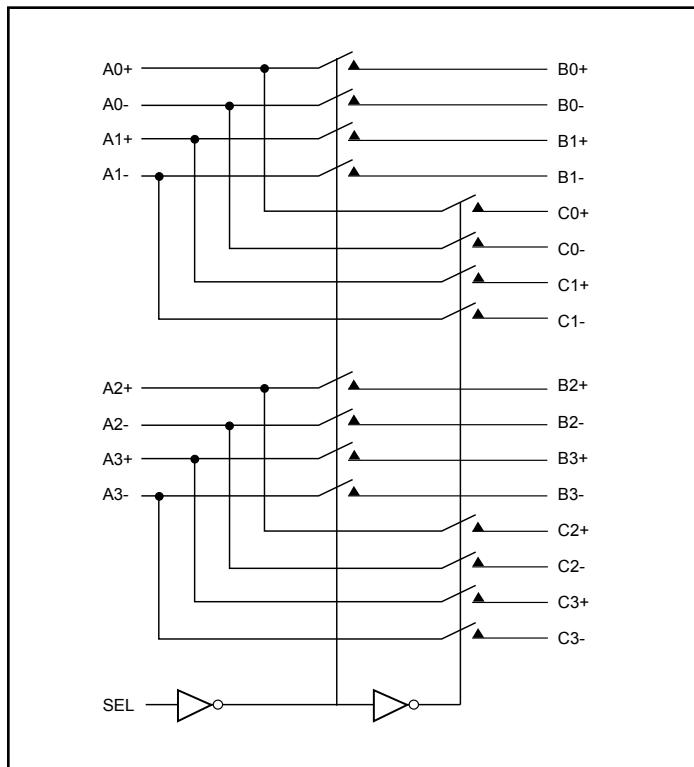 A0+ B0+
A0- B0-
A1+ B1+
A1- B1-
C0+
C0-
C1+
C1-
A2+ B2+
A2- B2-
A3+ B3+
A3- B3-
C2+
C2-
C3+
C3-
SEL